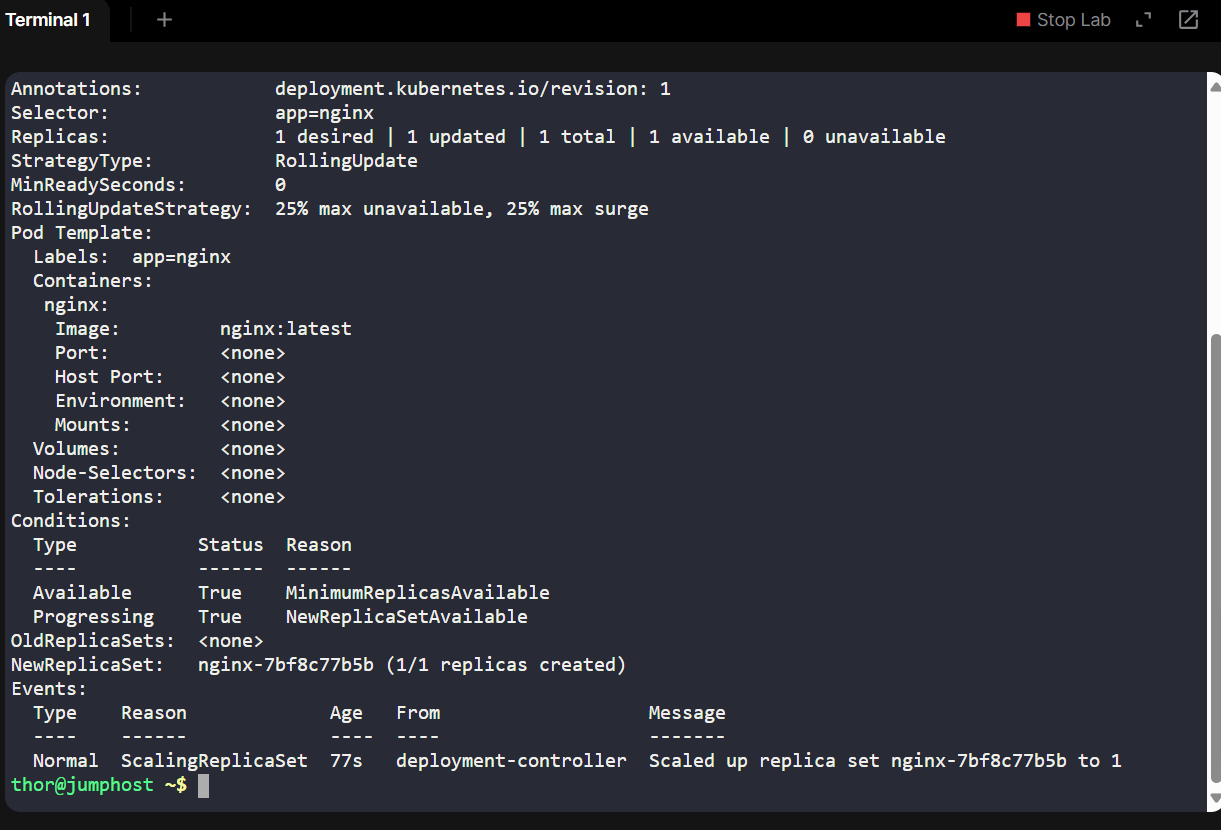 Terminal 1 + Stop Lab
Annotations: deployment.kubernetes.io/revision: 1
Selector: app=nginx
Replicas: 1 desired | 1 updated | 1 total | 1 available | 0 unavailable
StrategyType: RollingUpdate
MinReadySeconds: 0
RollingUpdateStrategy: 25% max unavailable, 25% max surge
Pod Template:
Labels: app=nginx
Containers:
nginx:
Image: nginx:latest
Port: <none>
Host Port: <none>
Environment: <none>
Mounts: <none>
Volumes: <none>
Node-Selectors: <none>
Tolerations: <none>
Conditions:
Type Status Reason
---- ------ ------
Available True MinimumReplicasAvailable
Progressing True NewReplicaSetAvailable
OldReplicaSets: <none>
NewReplicaSet: nginx-7bf8c77b5b (1/1 replicas created)
Events:
Type Reason Age From Message
---- ------ ---- ---- -------
Normal ScalingReplicaSet 77s deployment-controller Scaled up replica set nginx-7bf8c77b5b to 1
thor@jumphost ~$